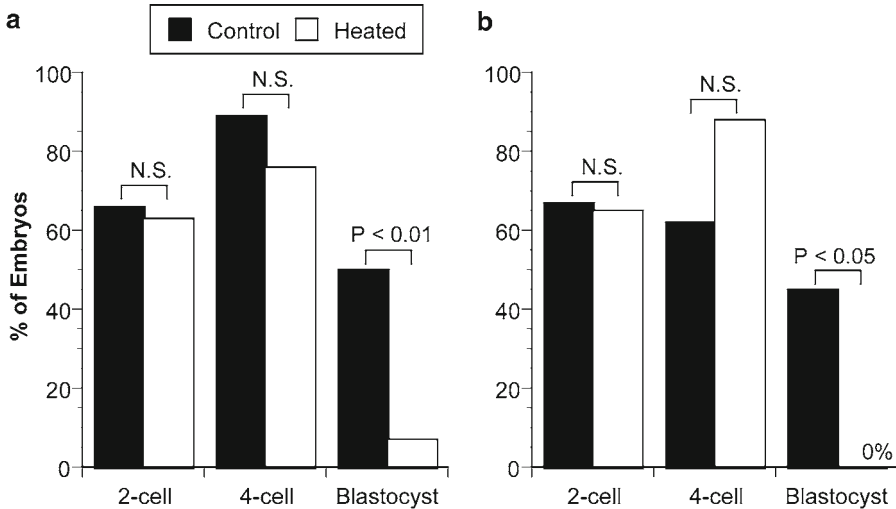 a
Control
Heated
b
% of Embryos
100
80
60
40
20
0
N.S.
N.S.
P < 0.01
2-cell
4-cell
Blastocyst
100
80
60
40
20
0
N.S.
N.S.
P < 0.05
0%
2-cell
4-cell
Blastocyst